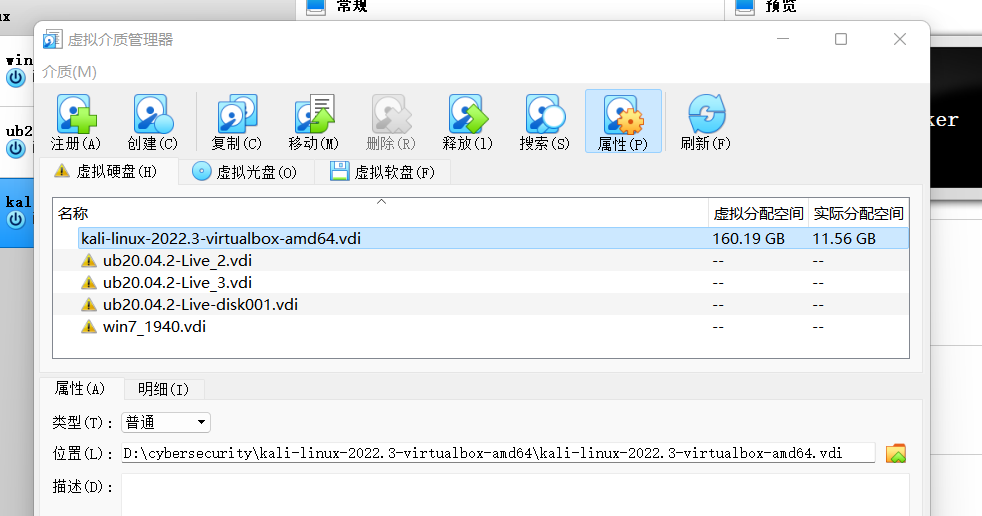 ux
常规
预览
虚拟介质管理器
win
介质(M)
注册(A) 创建(C) 复制(C) 移动(M) 删除(R) 释放(l) 搜索(S) 属性(P) 刷新(F)
ub2
ker
虚拟硬盘(H) 虚拟光盘(O) 虚拟软盘(F)
kal
名称 虚拟分配空间 实际分配空间
kali-linux-2022.3-virtualbox-amd64.vdi 160.19 GB 11.56 GB
ub20.04.2-Live_2.vdi -- --
ub20.04.2-Live_3.vdi -- --
ub20.04.2-Live-disk001.vdi -- --
win7_1940.vdi -- --
属性(A) 明细(I)
类型(T): 普通
位置(L): D:\cybersecurity\kali-linux-2022.3-virtualbox-amd64\kali-linux-2022.3-virtualbox-amd64.vdi
描述(D):